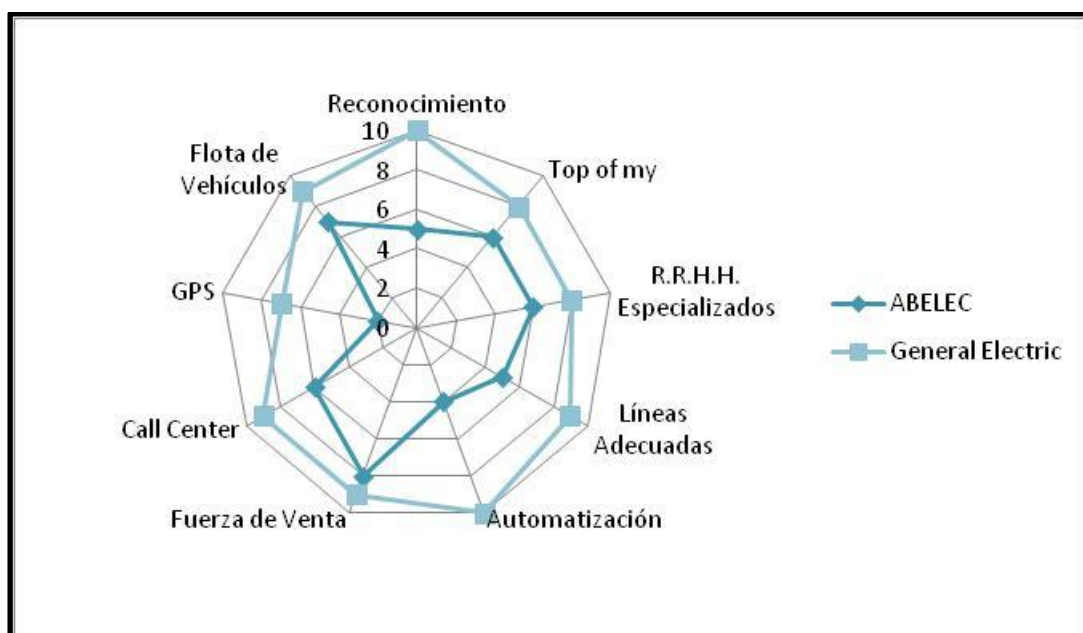 Reconocimiento
10
8
6
4
2
0
Top of my
R.R.H.H.
Especializados
Líneas
Adecuadas
Automatización
Fuerza de Venta
Call Center
GPS
Flota de
Vehículos
ABELEC
General Electric